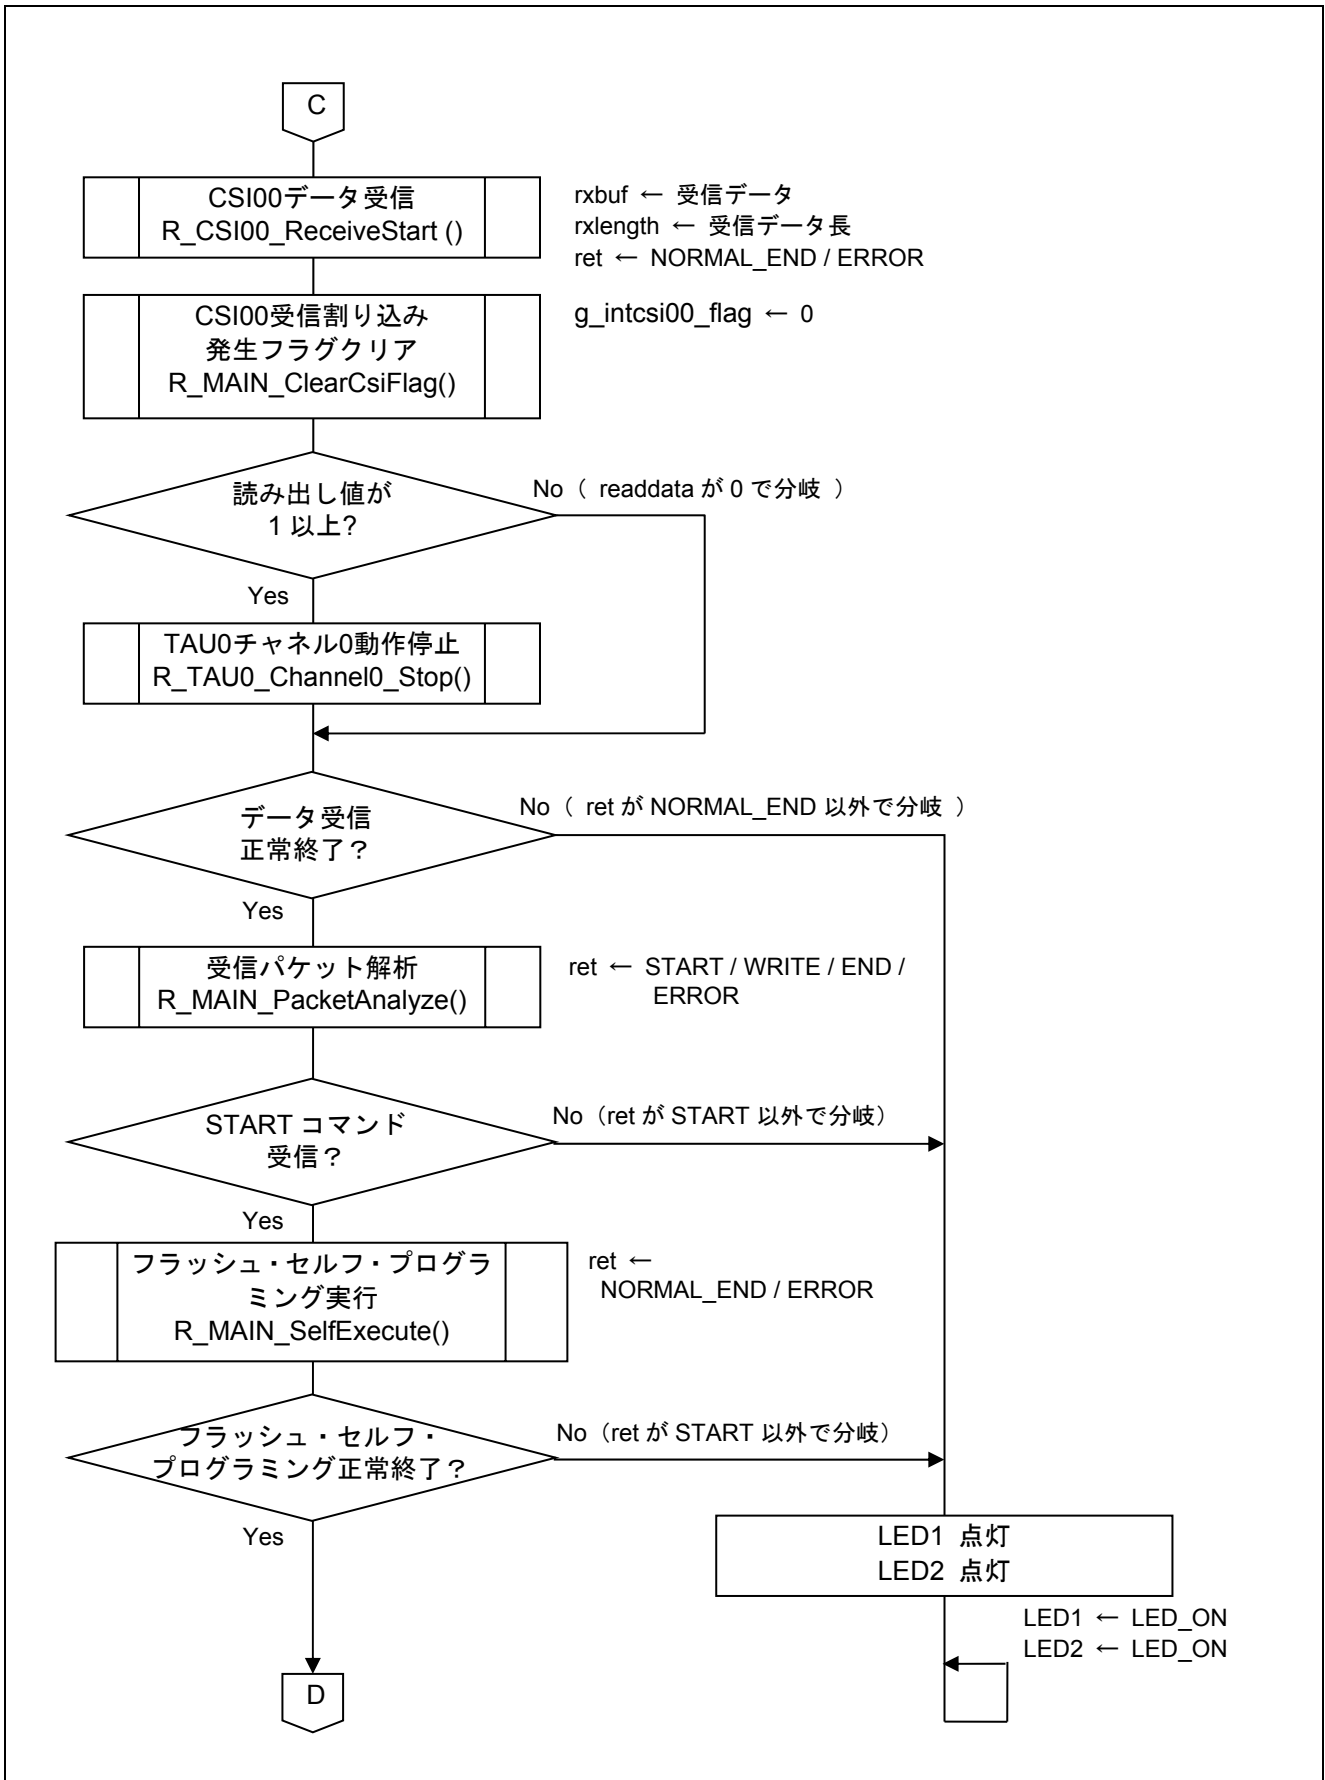 C
CSI00データ受信
R_CSI00_ReceiveStart ()
rxbuf ← 受信データ
rxlength ← 受信データ長
ret ← NORMAL_END / ERROR
CSI00受信割り込み
発生フラグクリア
R_MAIN_ClearCsiFlag()
g_intcsi00_flag ← 0
読み出し値が
1 以上?
No（ readdata が 0 で分岐 ）
Yes
TAU0チャネル0動作停止
R_TAU0_Channel0_Stop()
データ受信
正常終了？
No（ ret が NORMAL_END 以外で分岐 ）
Yes
受信パケット解析
R_MAIN_PacketAnalyze()
ret ← START / WRITE / END /
ERROR
START コマンド
受信？
No（ret が START 以外で分岐）
Yes
フラッシュ・セルフ・プログラ
ミング実行
R_MAIN_SelfExecute()
ret ←
NORMAL_END / ERROR
フラッシュ・セルフ・
プログラミング正常終了？
No（ret が START 以外で分岐）
Yes
LED1 点灯
LED2 点灯
LED1 ← LED_ON
LED2 ← LED_ON
D